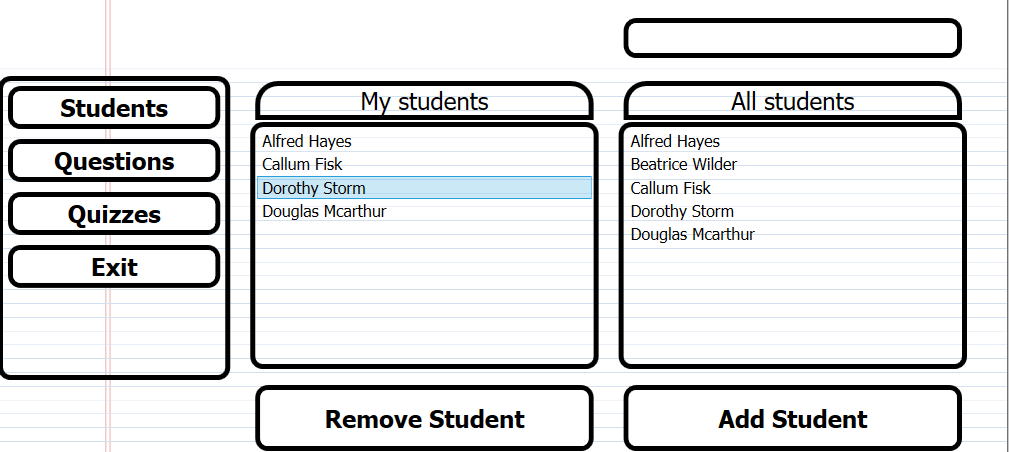 Students
Questions
Quizzes
Exit
My students
Alfred Hayes
Callum Fisk
Dorothy Storm
Douglas Mcarthur
Remove Student
All students
Alfred Hayes
Beatrice Wilder
Callum Fisk
Dorothy Storm
Douglas Mcarthur
Add Student